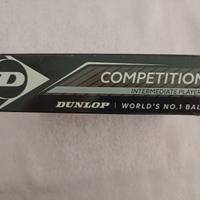 D
COMPETITION
INTERMEDIATE PLAYER
DUNLOP | WORLD'S NO.1 BAL